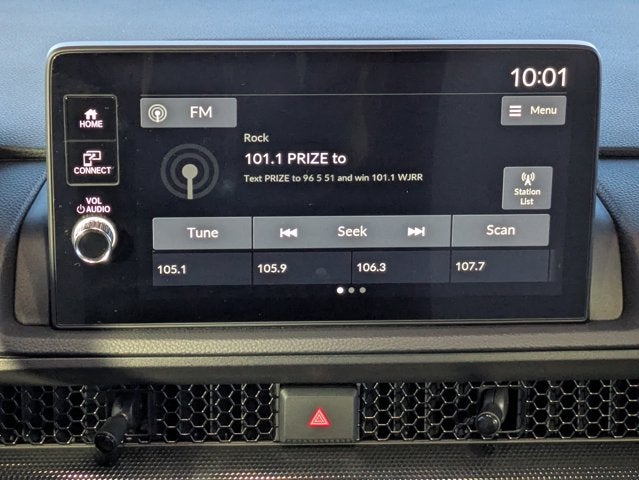 10:01
HOME
FM
Menu
Rock
101.1 PRIZE to
Text PRIZE to 96 5 51 and win 101.1 WJRR
CONNECT
Station
List
VOL
AUDIO
Tune
Seek
Scan
105.1
105.9
106.3
107.7